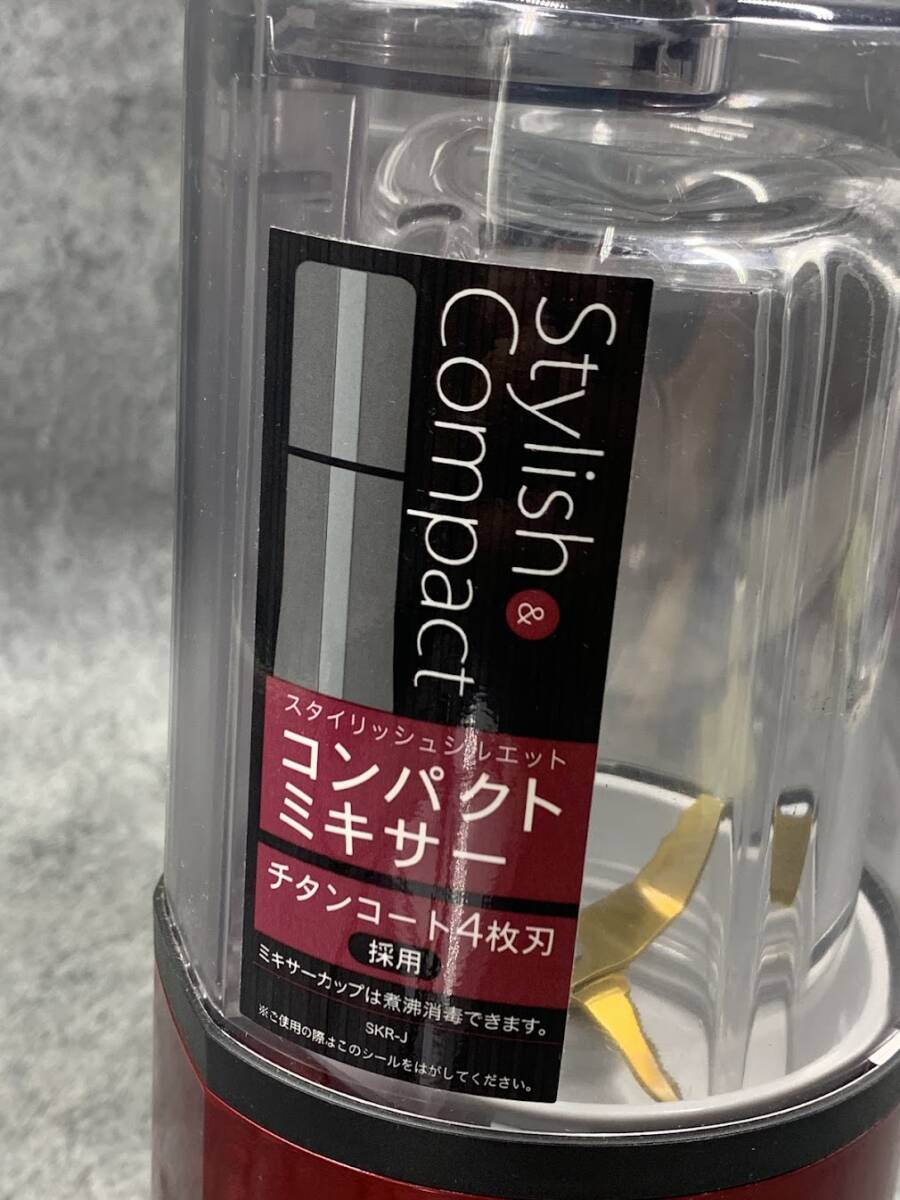 Stylish &
Compact
スタイリッシュシルエット
コンパクト
ミキサー
チタンコート4枚刃
採用
ミキサーカップは煮沸消毒できます。
SKR-J
※ご使用の際はこのシールをはがしてください。